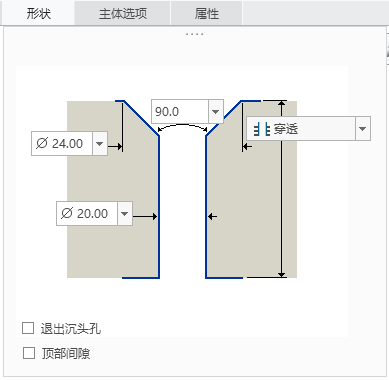 形状 主体选项 属性
90.0
穿透
∅ 24.00
∅ 20.00
退出沉头孔
顶部间隙